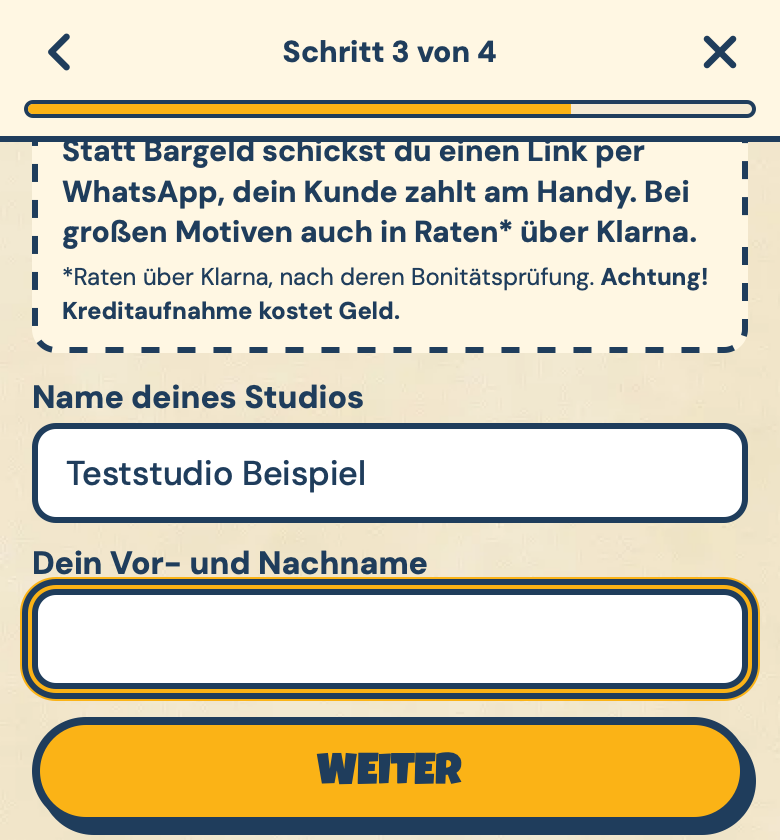 Schritt 3 von 4
Statt Bargeld schickst du einen Link per
WhatsApp, dein Kunde zahlt am Handy. Bei
großen Motiven auch in Raten* über Klarna.
*Raten über Klarna, nach deren Bonitätsprüfung. Achtung!
Kreditaufnahme kostet Geld.
Name deines Studios
Teststudio Beispiel
Dein Vor- und Nachname
WEITER